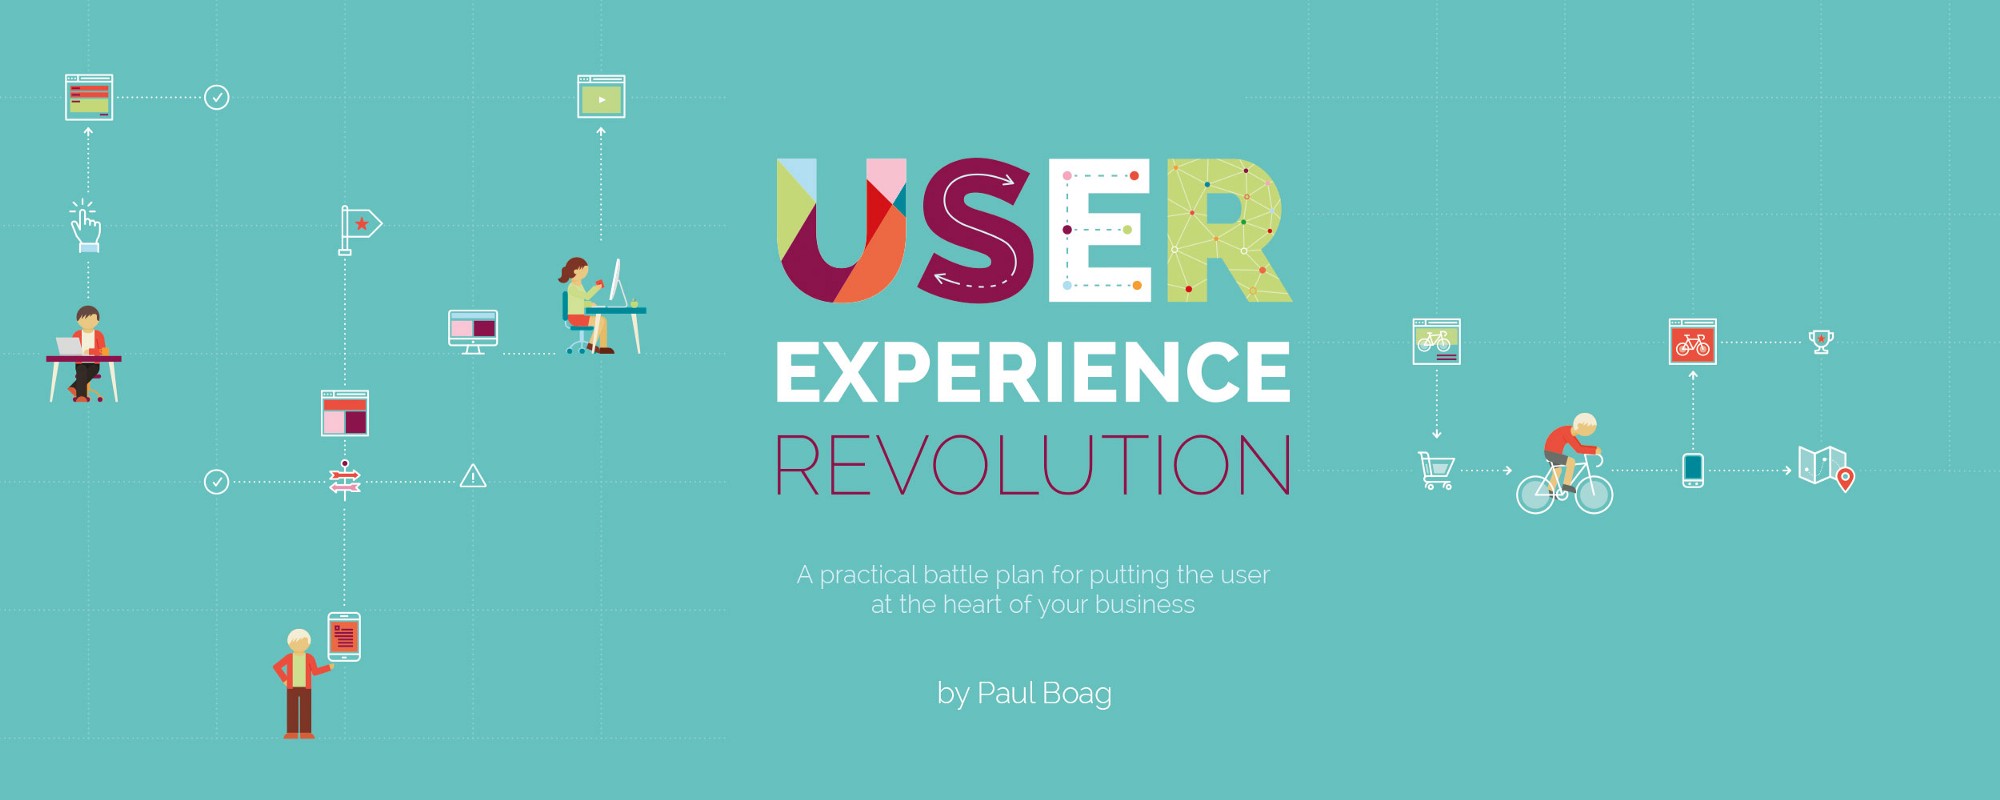 USER
EXPERIENCE
REVOLUTION
A practical battle plan for putting the user
at the heart of your business
by Paul Boag